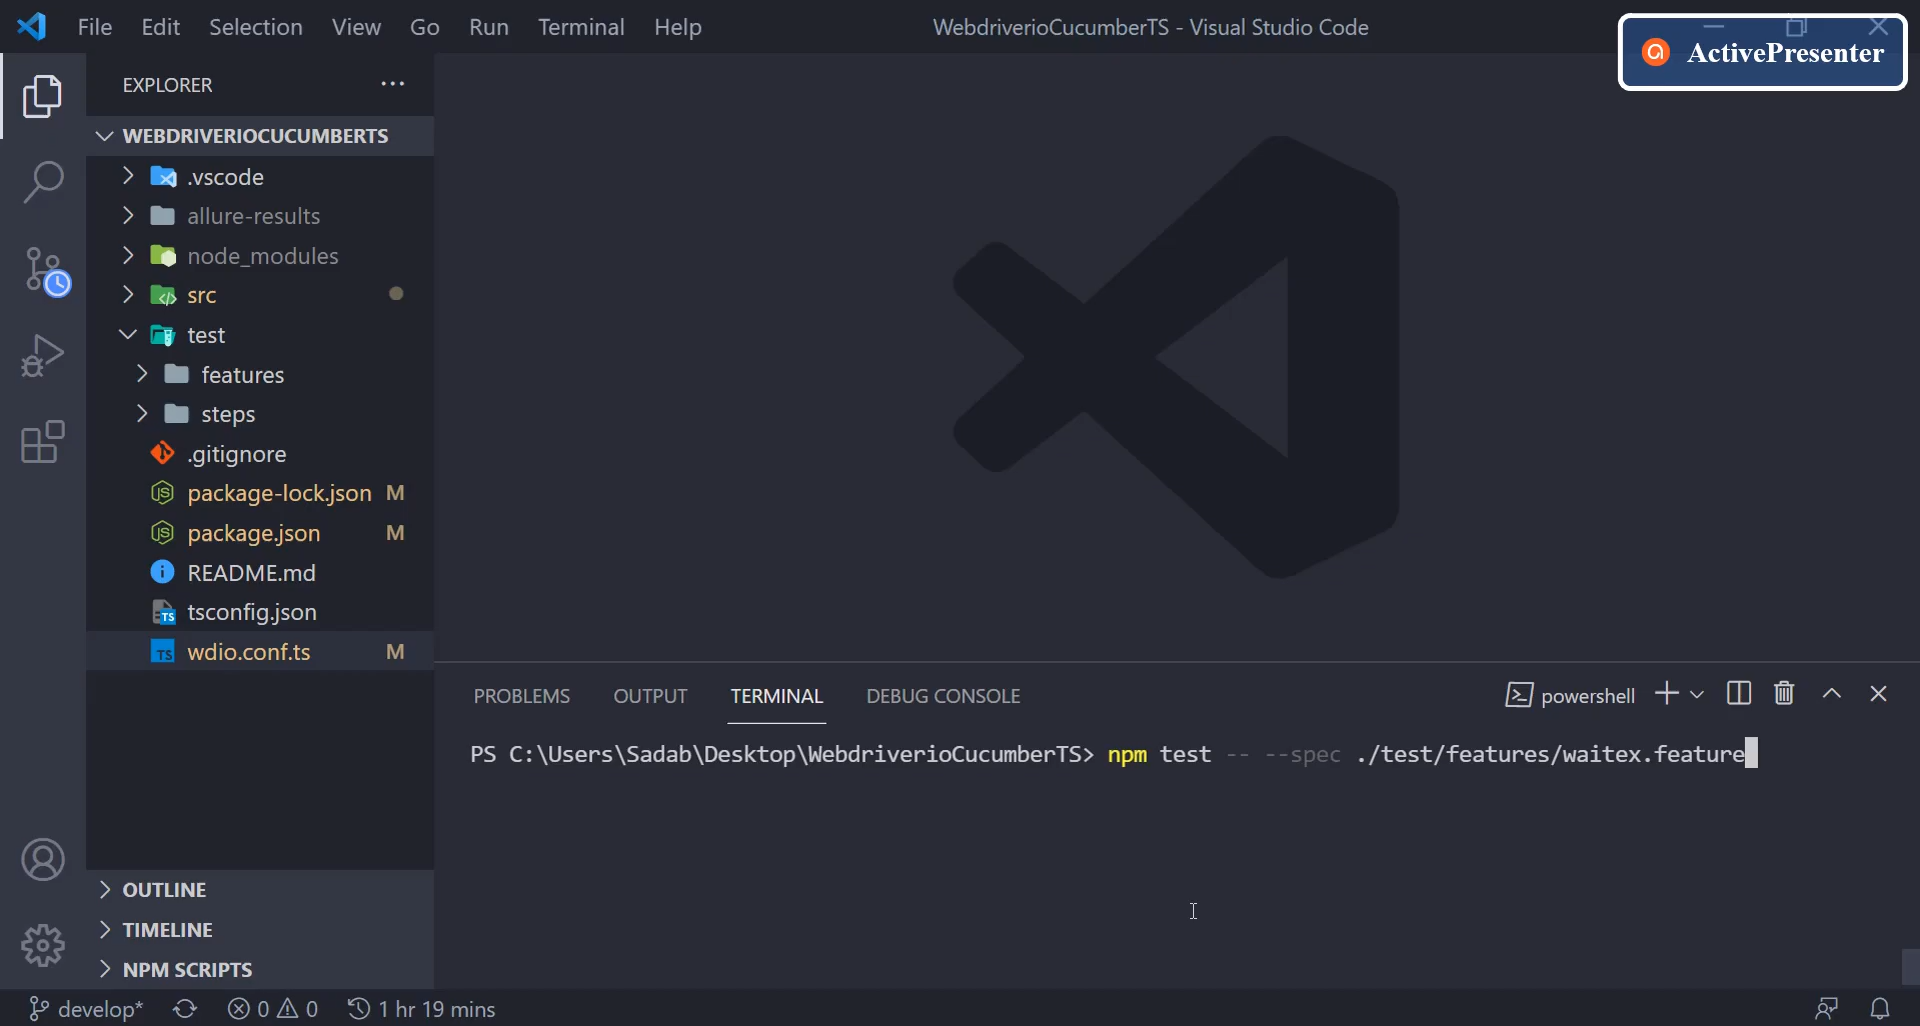 File Edit Selection View Go Run Terminal Help
WebdriverioCucumberTS - Visual Studio Code
ActivePresenter
EXPLORER
WEBDRIVERIOCUCUMBERTS
.vscode
allure-results
node_modules
src
test
features
steps
.gitignore
package-lock.json M
package.json M
README.md
tsconfig.json
wdio.conf.ts M
OUTLINE
TIMELINE
NPM SCRIPTS
PROBLEMS OUTPUT TERMINAL DEBUG CONSOLE
powershell
PS C:\Users\Sadab\Desktop\WebdriverioCucumberTS> npm test -- --spec ./test/features/waitex.feature
develop* 0 0 1 hr 19 mins